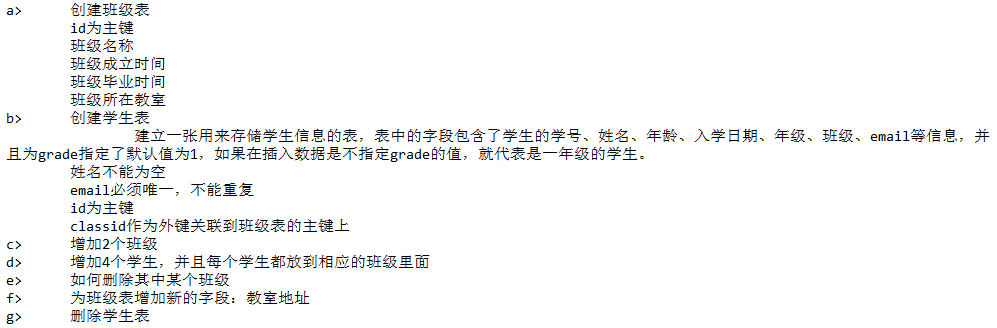 a> 创建班级表
id为主键
班级名称
班级成立时间
班级毕业时间
班级所在教室
b> 创建学生表
建立一张用来存储学生信息的表，表中的字段包含了学生的学号、姓名、年龄、入学日期、年级、班级、email等信息，并
且为grade指定了默认值为1，如果在插入数据是不指定grade的值，就代表是一年级的学生。
姓名不能为空
email必须唯一，不能重复
id为主键
classid作为外键关联到班级表的主键上
c> 增加2个班级
d> 增加4个学生，并且每个学生都放到相应的班级里面
e> 如何删除其中某个班级
f> 为班级表增加新的字段：教室地址
g> 删除学生表